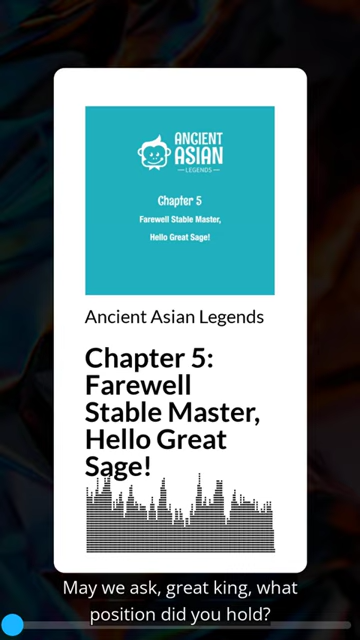 ANCIENT
ASIAN
LEGENDS
Chapter 5
Farewell Stable Master,
Hello Great Sage!
Ancient Asian Legends
Chapter 5:
Farewell
Stable Master,
Hello Great
Sage!
May we ask, great king, what
position did you hold?